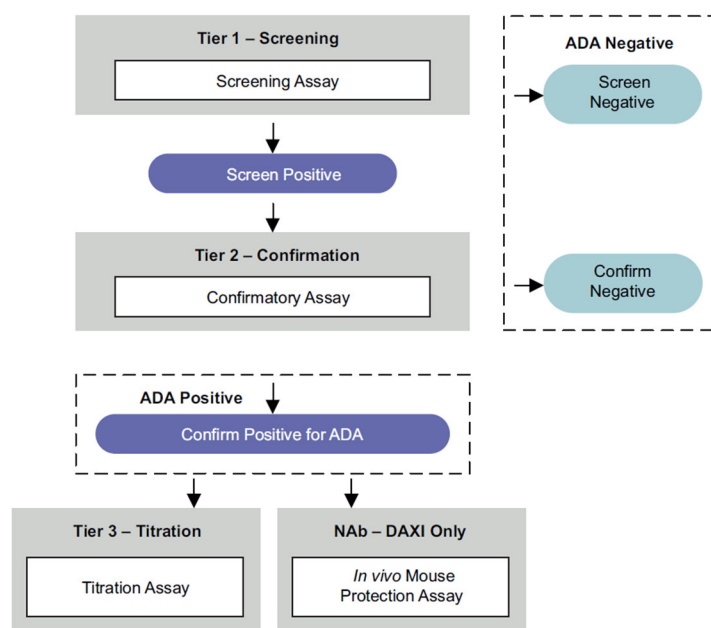 Tier 1 – Screening
Screening Assay
Screen Positive
Tier 2 – Confirmation
Confirmatory Assay
ADA Negative
Screen
Negative
Confirm
Negative
ADA Positive
Confirm Positive for ADA
Tier 3 – Titration
Titration Assay
NAb – DAXI Only
In vivo Mouse
Protection Assay